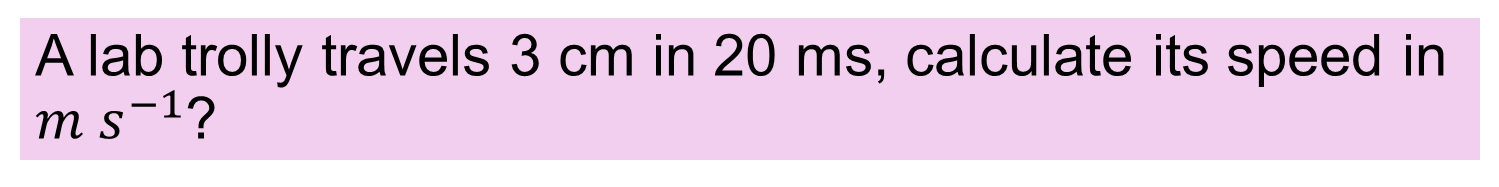 A lab trolly travels 3 cm in 20 ms, calculate its speed in
m s⁻¹?